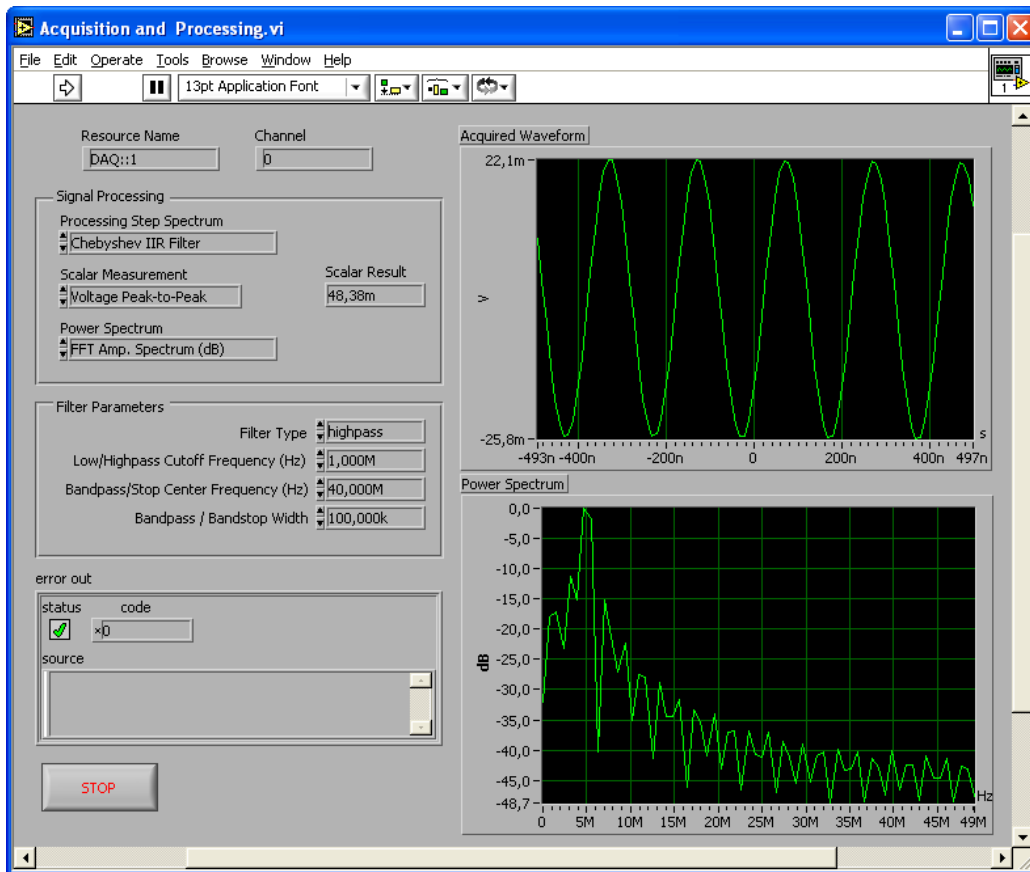 Acquisition and Processing.vi
File Edit Operate Tools Browse Window Help
13pt Application Font
1
Resource Name
DAQ::1
Channel
0
Signal Processing
Processing Step Spectrum
Chebyshev IIR Filter
Scalar Measurement
Voltage Peak-to-Peak
Scalar Result
48,38m
Power Spectrum
FFT Amp. Spectrum (dB)
Filter Parameters
Filter Type highpass
Low/Highpass Cutoff Frequency (Hz) 1,000M
Bandpass/Stop Center Frequency (Hz) 40,000M
Bandpass / Bandstop Width 100,000k
error out
status code
×0
source
STOP
Acquired Waveform
22,1m
V
-25,8m
s
-493n -400n -200n 0 200n 400n 497n
Power Spectrum
0,0
-5,0
-10,0
-15,0
-20,0
-25,0
-30,0
-35,0
-40,0
-45,0
-48,7
dB
Hz
0 5M 10M 15M 20M 25M 30M 35M 40M 45M 49M